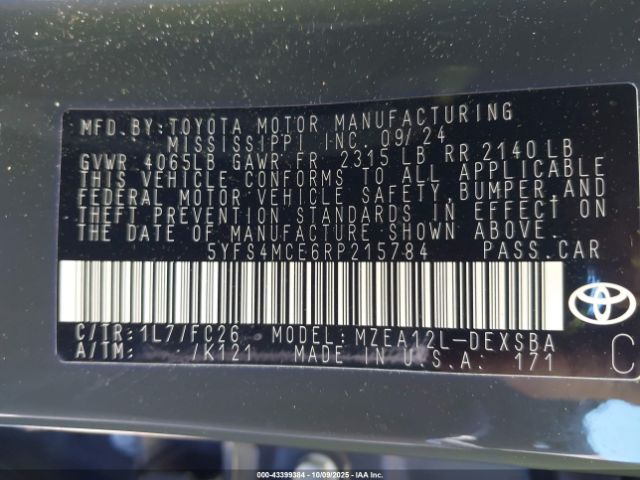 MFD.BY:TOYOTA MOTOR MANUFACTURING
MISSISSIPPI INC. 09/24
GVWR 4065LB GAWR FR 2315 LB RR 2140 LB
THIS VEHICLE CONFORMS TO ALL APPLICABLE
FEDERAL MOTOR VEHICLE SAFETY,BUMPER,AND
THEFT PREVENTION STANDARDS IN EFFECT ON
THE DATE OF MANUFACTURE SHOWN ABOVE.
5YFS4MCE6RP215784 PASS.CAR
C/TR:1L7/FC26 MODEL:MZEA12L-DEXSBA
A/TM: /K121 MADE IN U.S.A. 171
C
000-43399384 | 10/09/2025 - IAA Inc.